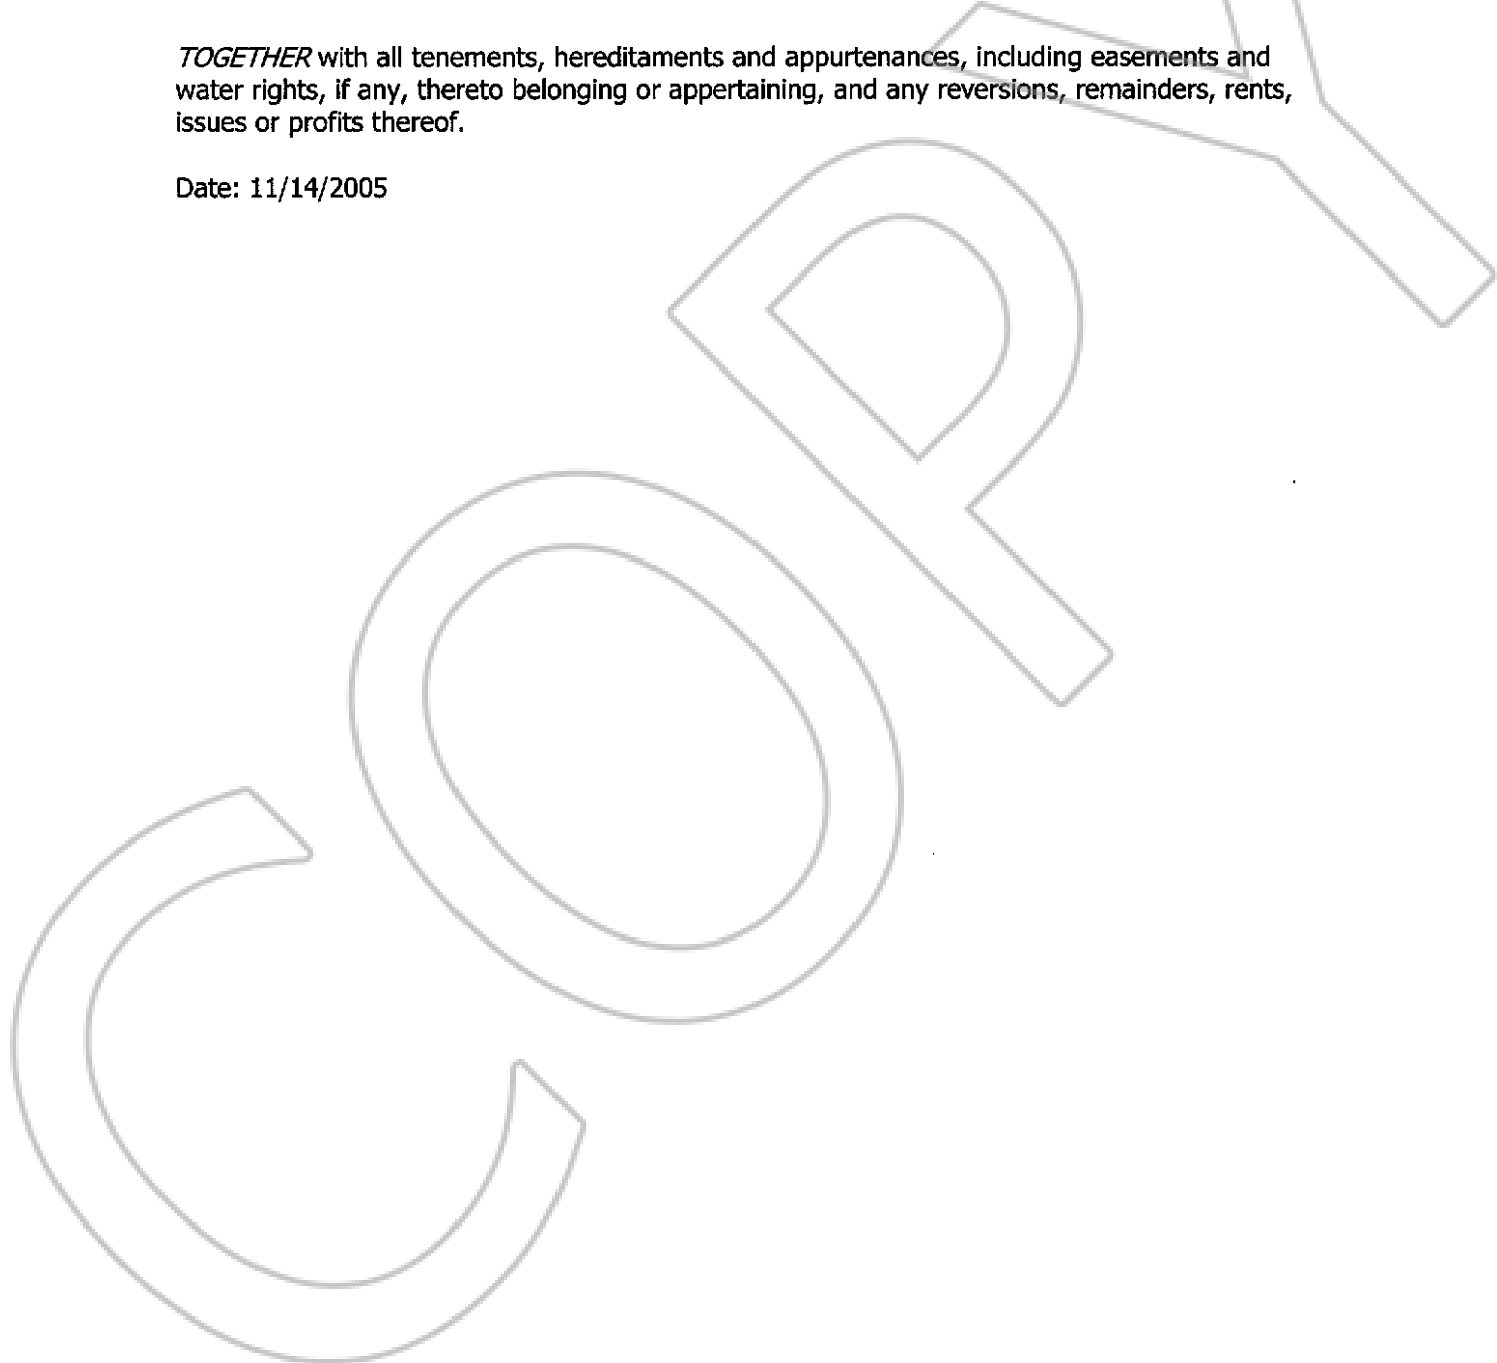 TOGETHER with all tenements, hereditaments and appurtenances, including easements and
water rights, if any, thereto belonging or appertaining, and any reversions, remainders, rents,
issues or profits thereof.
Date: 11/14/2005
COPY